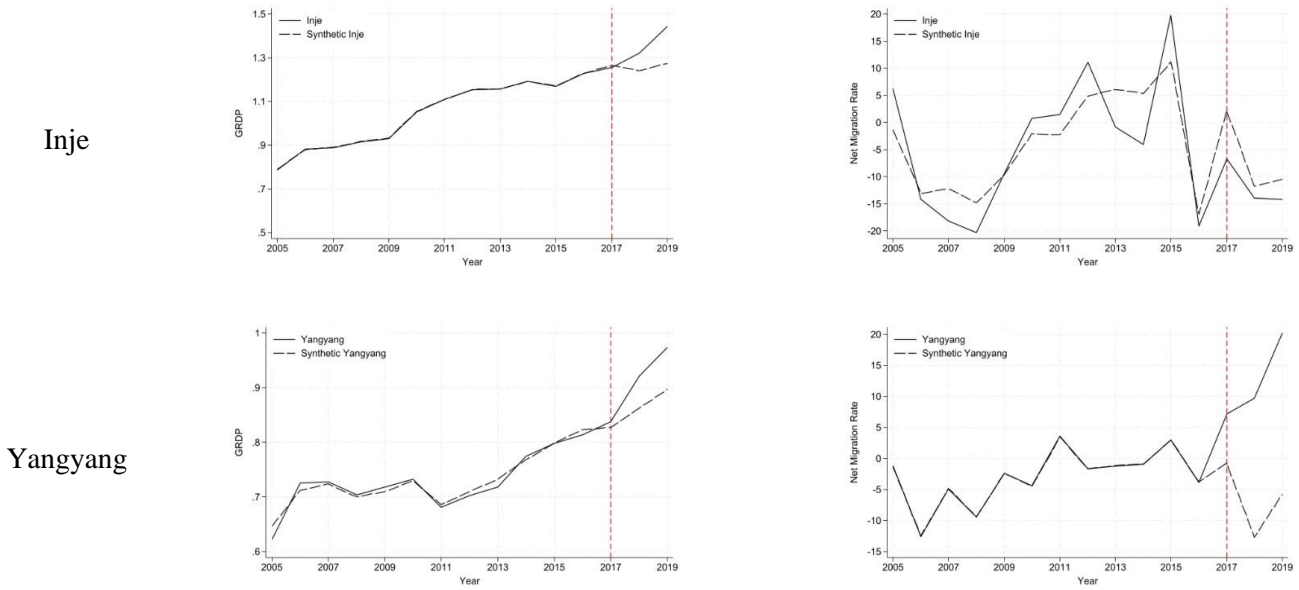 Inje
Inje
Synthetic Inje
GRDP
1.5
1.3
1.1
.9
.7
.5
2005 2007 2009 2011 2013 2015 2017 2019
Year
Inje
Synthetic Inje
Net Migration Rate
20
15
10
5
0
-5
-10
-15
-20
2005 2007 2009 2011 2013 2015 2017 2019
Year
Yangyang
Yangyang
Synthetic Yangyang
GRDP
1
.9
.8
.7
.6
2005 2007 2009 2011 2013 2015 2017 2019
Year
Yangyang
Synthetic Yangyang
Net Migration Rate
20
15
10
5
0
-5
-10
-15
2005 2007 2009 2011 2013 2015 2017 2019
Year